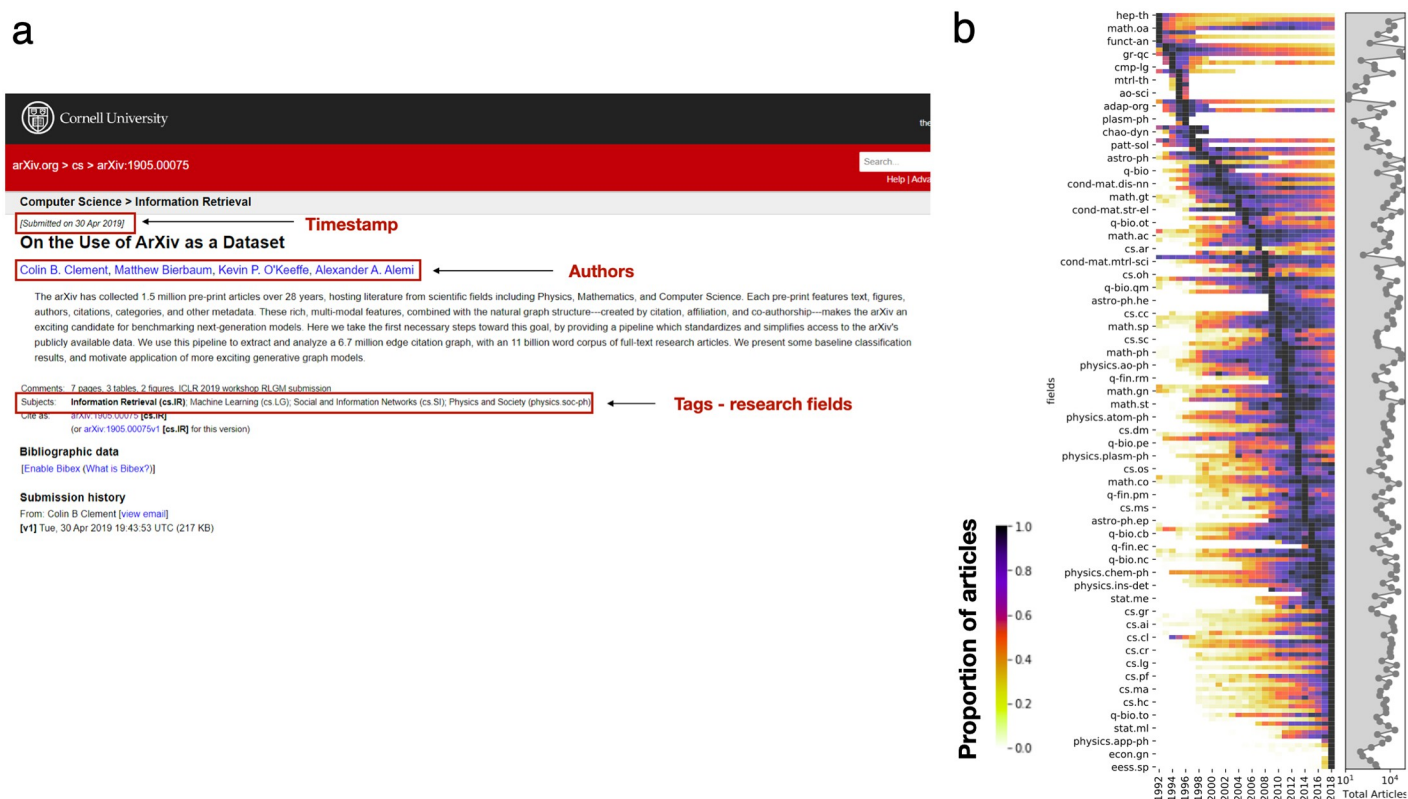 a
Cornell University
the
arXiv.org > cs > arXiv:1905.00075
Search...
Help | Adva
Computer Science > Information Retrieval
[Submitted on 30 Apr 2019]
Timestamp
On the Use of ArXiv as a Dataset
Colin B. Clement, Matthew Bierbaum, Kevin P. O'Keeffe, Alexander A. Alemi
Authors
The arXiv has collected 1.5 million pre-print articles over 28 years, hosting literature from scientific fields including Physics, Mathematics, and Computer Science. Each pre-print features text, figures,
authors, citations, categories, and other metadata. These rich, multi-modal features, combined with the natural graph structure---created by citation, affiliation, and co-authorship---makes the arXiv an
exciting candidate for benchmarking next-generation models. Here we take the first necessary steps toward this goal, by providing a pipeline which standardizes and simplifies access to the arXiv's
publicly available data. We use this pipeline to extract and analyze a 6.7 million edge citation graph, with an 11 billion word corpus of full-text research articles. We present some baseline classification
results, and motivate application of more exciting generative graph models.
Comments: 7 pages, 3 tables, 2 figures, ICLR 2019 workshop RLGM submission
Subjects: Information Retrieval (cs.IR); Machine Learning (cs.LG); Social and Information Networks (cs.SI); Physics and Society (physics.soc-ph)
Tags - research fields
Cite as: arXiv:1905.00075 [cs.IR]
(or arXiv:1905.00075v1 [cs.IR] for this version)
Bibliographic data
[Enable Bibex (What is Bibex?)]
Submission history
From: Colin B Clement [view email]
[v1] Tue, 30 Apr 2019 19:43:53 UTC (217 KB)
b
hep-th
math.oa
funct-an
gr-qc
cmp-lg
mtrl-th
ao-sci
adap-org
plasm-ph
chao-dyn
patt-sol
astro-ph
q-bio
cond-mat.dis-nn
math.gt
cond-mat.str-el
q-bio.ot
math.ac
cs.ar
cond-mat.mtrl-sci
cs.oh
q-bio.qm
astro-ph.he
cs.cc
math.sp
cs.sc
math-ph
physics.ao-ph
q-fin.rm
math.gn
math.st
physics.atom-ph
cs.dm
q-bio.pe
physics.plasm-ph
cs.os
math.co
q-fin.pm
cs.ms
astro-ph.ep
q-bio.cb
q-fin.ec
q-bio.nc
physics.chem-ph
physics.ins-det
stat.me
cs.gr
cs.ai
cs.cl
cs.cr
cs.lg
cs.pf
cs.ma
cs.hc
q-bio.to
stat.ml
physics.app-ph
econ.gn
eess.sp
fields
Proportion of articles
1.0
0.8
0.6
0.4
0.2
0.0
1992 1994 1996 1998 2000 2002 2004 2006 2008 2010 2012 2014 2016 2018
10¹ 10⁴
Total Articles